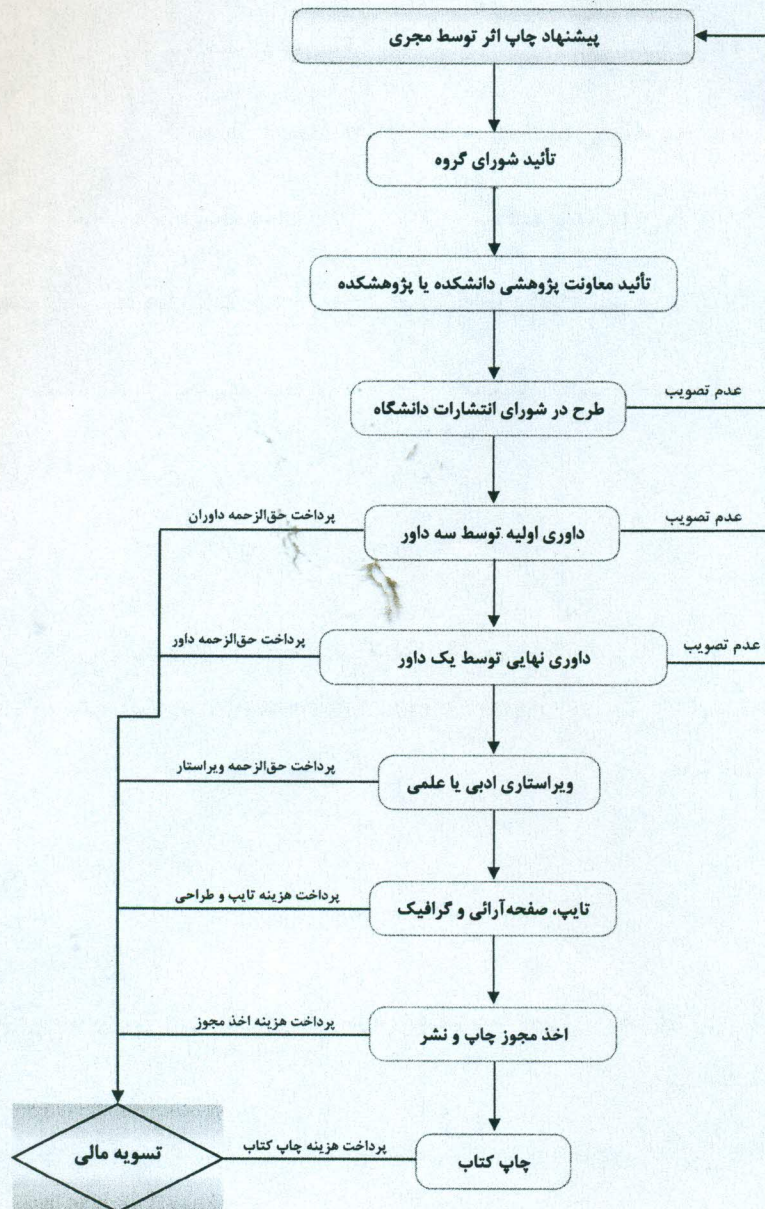 پیشنهاد چاپ اثر توسط مجری
تأئید شورای گروه
تأئید معاونت پژوهشی دانشکده یا پژوهشکده
طرح در شورای انتشارات دانشگاه
عدم تصویب
داوری اولیه توسط سه داور
عدم تصویب
پرداخت حق‌الزحمه داوران
داوری نهایی توسط یک داور
عدم تصویب
پرداخت حق‌الزحمه داور
ویراستاری ادبی یا علمی
پرداخت حق‌الزحمه ویراستار
تایپ، صفحه‌آرائی و گرافیک
پرداخت هزینه تایپ و طراحی
اخذ مجوز چاپ و نشر
پرداخت هزینه اخذ مجوز
چاپ کتاب
پرداخت هزینه چاپ کتاب
تسویه مالی